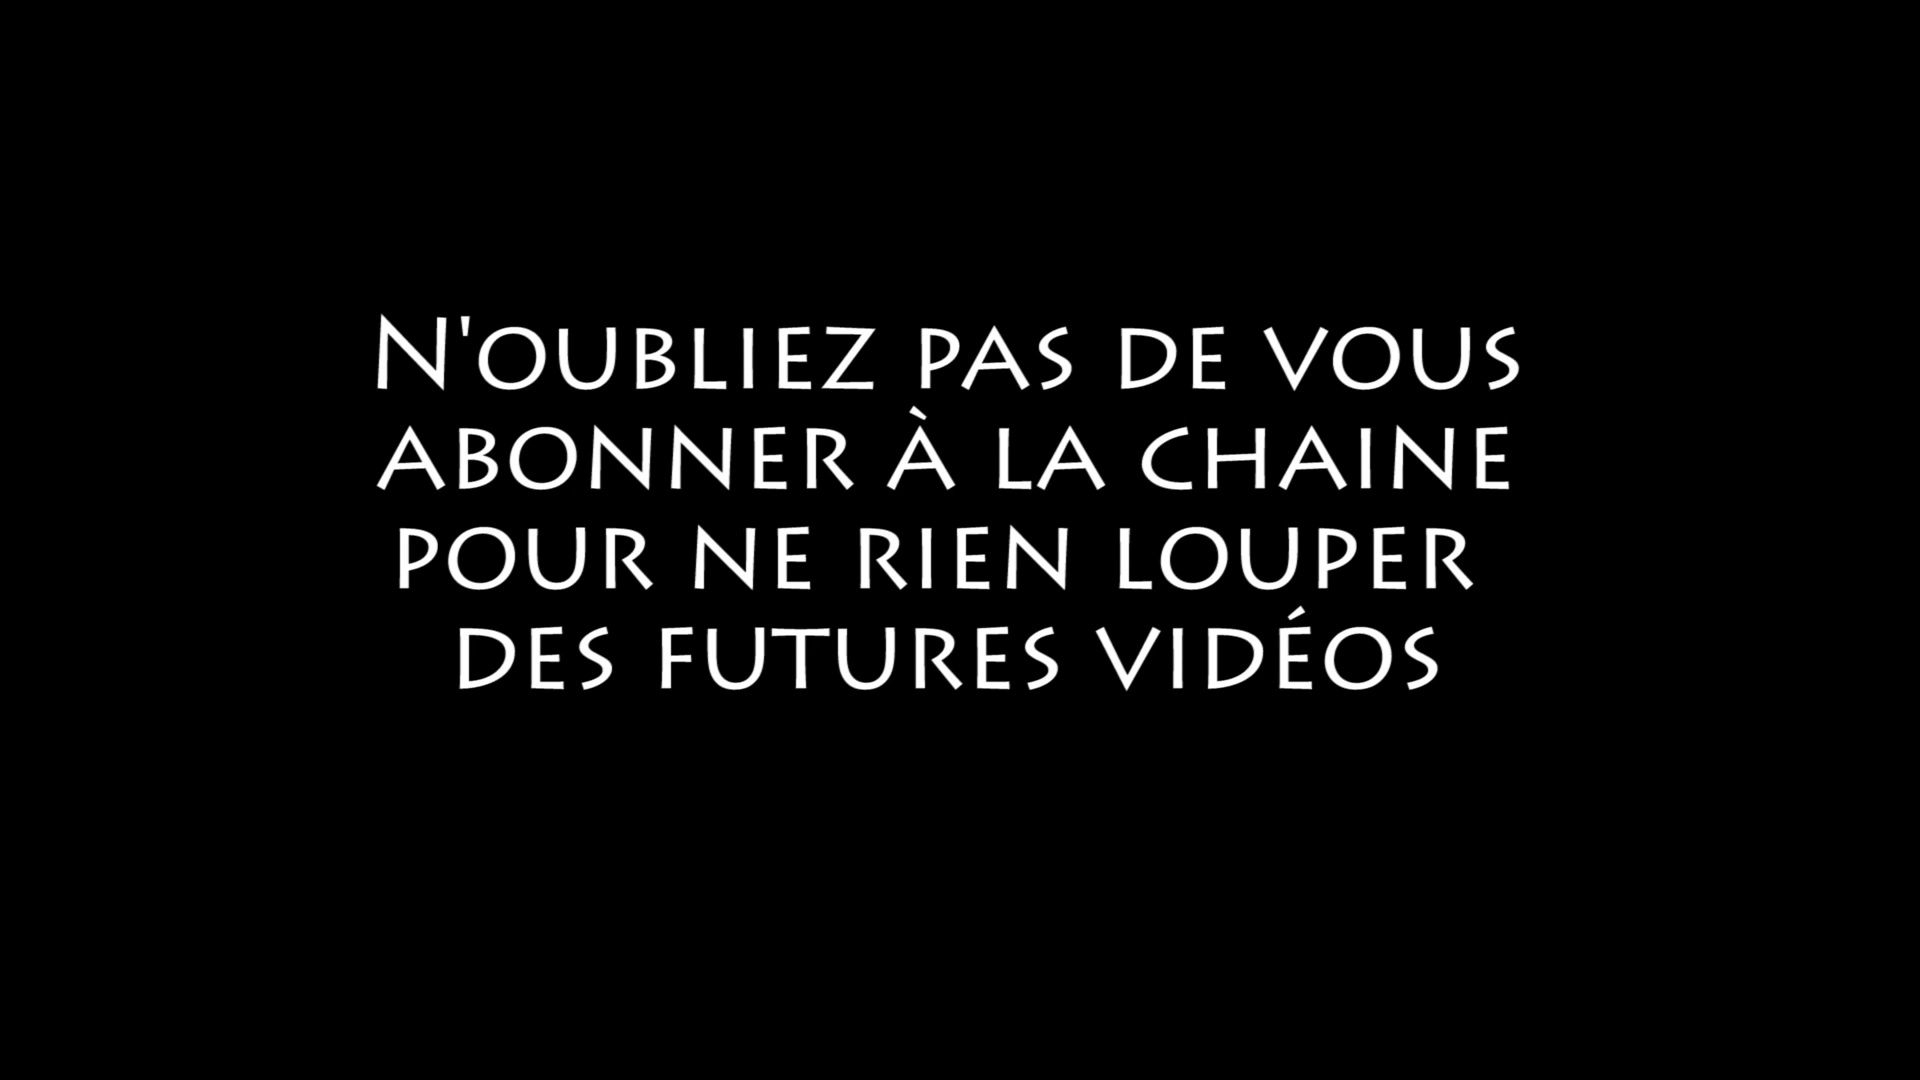 N'oubliez pas de vous
abonner à la chaine
pour ne rien louper
des futures vidéos